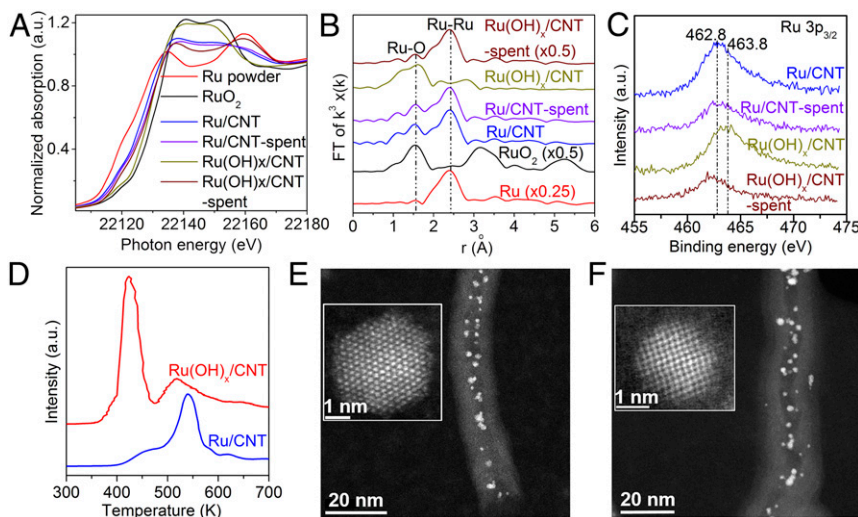 A
Normalized absorption (a.u.)
1.2
0.8
0.4
Ru powder
RuO2
Ru/CNT
Ru/CNT-spent
Ru(OH)x/CNT
Ru(OH)x/CNT
-spent
22120 22140 22160 22180
Photon energy (eV)
B
FT of k³ x(k)
Ru-O
Ru-Ru
Ru(OH)x/CNT
-spent (x0.5)
Ru(OH)x/CNT
Ru/CNT-spent
Ru/CNT
RuO2 (x0.5)
Ru (x0.25)
0 1 2 3 4 5 6
r (Å)
C
Intensity (a.u.)
Ru 3p3/2
462.8
463.8
Ru/CNT
Ru/CNT-spent
Ru(OH)x/CNT
Ru(OH)x/CNT
-spent
455 460 465 470 475
Binding energy (eV)
D
Intensity (a.u.)
Ru(OH)x/CNT
Ru/CNT
300 400 500 600 700
Temperature (K)
E
1 nm
20 nm
F
1 nm
20 nm